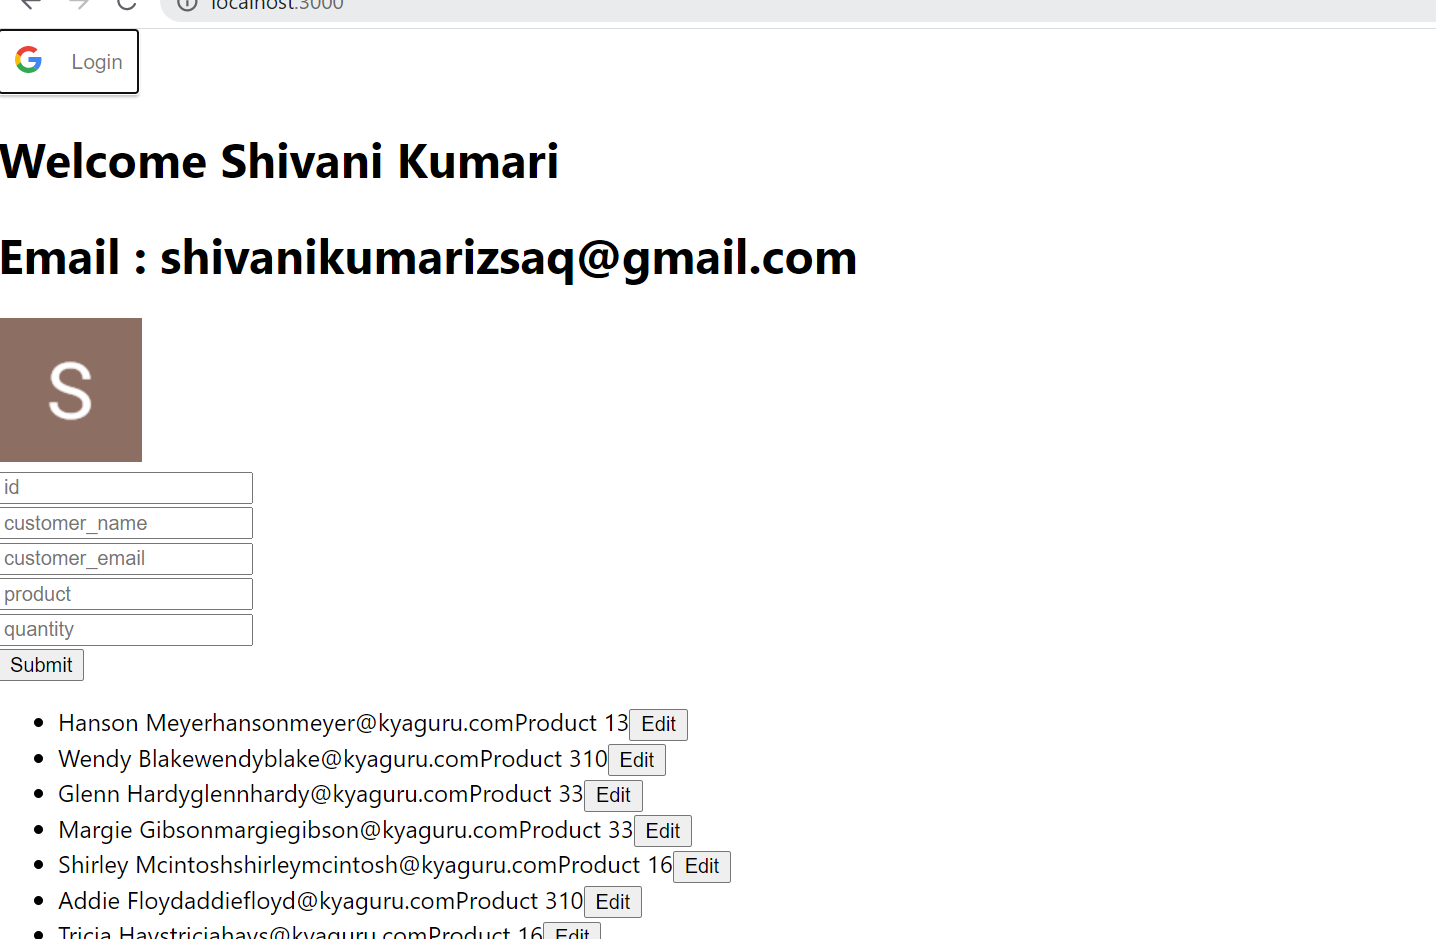 localhost:3000
Login
Welcome Shivani Kumari
Email : shivanikumarizsaq@gmail.com
S
id
customer_name
customer_email
product
quantity
Submit
Hanson Meyerhansonmeyer@kyaguru.comProduct 13 Edit
Wendy Blakewendyblake@kyaguru.comProduct 310 Edit
Glenn Hardyglennhardy@kyaguru.comProduct 33 Edit
Margie Gibsonmargiegibson@kyaguru.comProduct 33 Edit
Shirley Mcintoshshirleymcintosh@kyaguru.comProduct 16 Edit
Addie Floydaddiefloyd@kyaguru.comProduct 310 Edit
Tricia Haystriciahays@kyaguru.comProduct 16 Edit